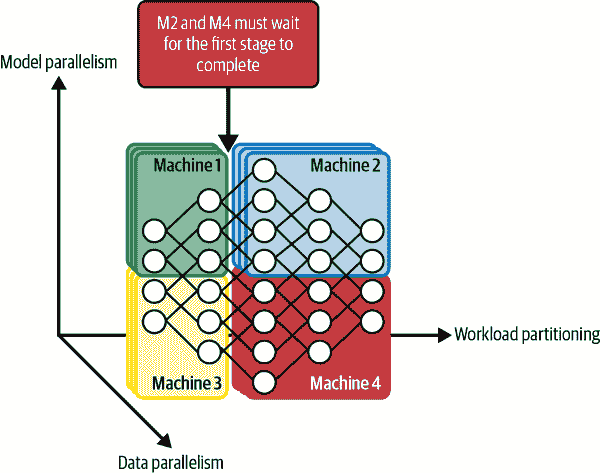 M2 and M4 must wait
for the first stage to
complete
Model parallelism
Machine 1
Machine 2
Workload partitioning
Machine 3
Machine 4
Data parallelism